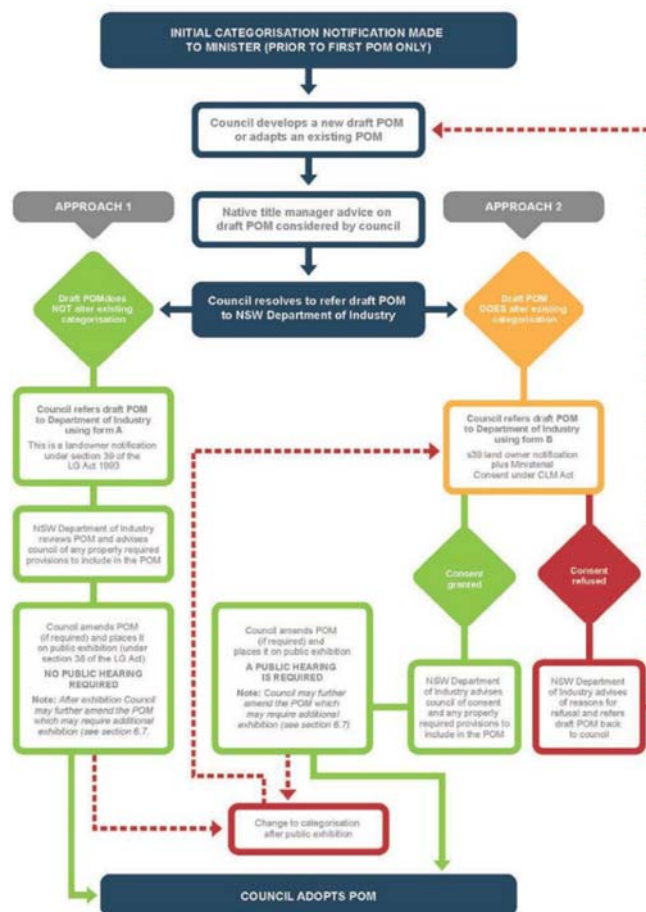 INITIAL CATEGORISATION NOTIFICATION MADE
TO MINISTER (PRIOR TO FIRST POM ONLY)
Council develops a new draft POM
or adapts an existing POM
APPROACH 1
Native title manager advice on
draft POM considered by council
APPROACH 2
Draft POM does
NOT alter existing
categorisation
Council resolves to refer draft POM
to NSW Department of Industry
Draft POM
DOES alter existing
categorisation
Council refers draft POM
to Department of Industry
using form A
This is a landowner notification
under section 39 of the
LG Act 1993
Council refers draft POM
to Department of Industry
using form B
s39 land owner notification
plus Ministerial
Consent under CLM Act
NSW Department of Industry
reviews POM and advises
council of any properly required
provisions to include in the POM
Consent
granted
Consent
refused
Council amends POM
(if required) and places it
on public exhibition (under
section 38 of the LG Act)
NO PUBLIC HEARING
REQUIRED
Note: After exhibition Council
may further amend the POM
which may require additional
exhibition (see section 6.7.
Council amends POM
(if required) and
places it on public exhibition
A PUBLIC HEARING
IS REQUIRED
Note: Council may further
amend the POM which may
require additional
exhibition (see section 6.7)
NSW Department
of Industry advises
council of consent
and any properly
required provisions to
include in the POM
NSW Department of
Industry advises
of reasons for
refusal and refers
draft POM back
to council
Change to categorisation
after public exhibition
COUNCIL ADOPTS POM